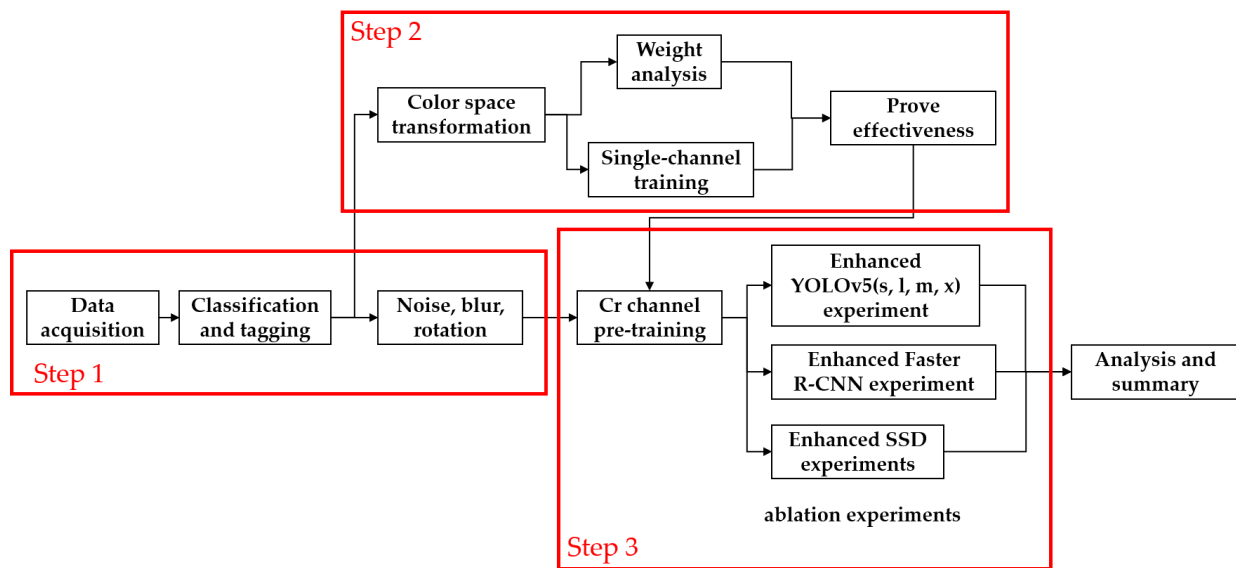 Step 2
Weight
analysis
Color space
transformation
Prove
effectiveness
Single-channel
training
Data
acquisition
Classification
and tagging
Noise, blur,
rotation
Step 1
Cr channel
pre-training
Enhanced
YOLOv5(s, l, m, x)
experiment
Enhanced Faster
R-CNN experiment
Enhanced SSD
experiments
ablation experiments
Step 3
Analysis and
summary